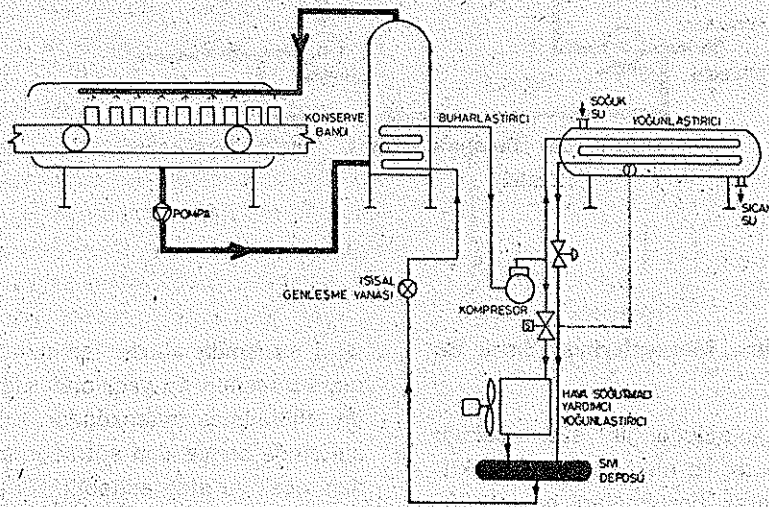 KONSERVE
BANDI
BUHARLAŞTIRICI
SOĞUK
SU
YOĞUNLAŞTIRICI
SICAK
SU
POMPA
ISISAL
GENLEŞME VANASI
KOMPRESÖR
S
HAVA SOĞUTMALI
YARDIMCI
YOĞUNLAŞTIRICI
SIVI
DEPOSU